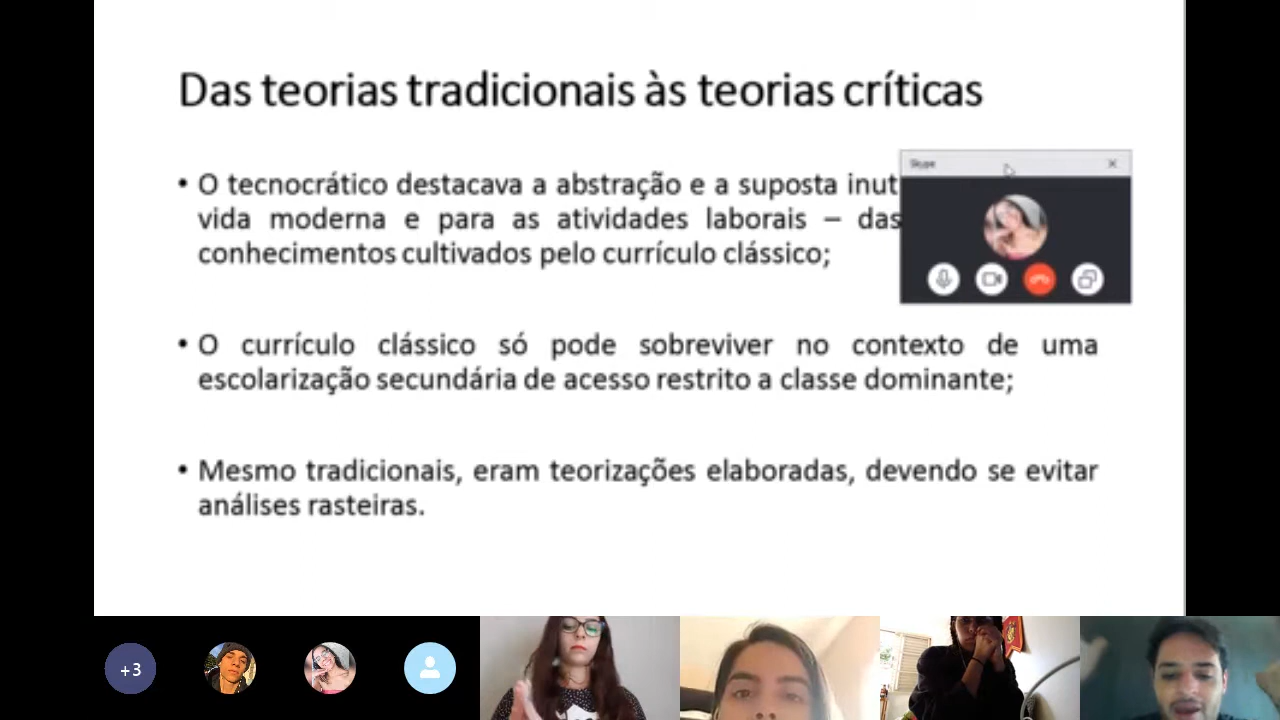 Das teorias tradicionais às teorias críticas
• O tecnocrático destacava a abstração e a suposta
vida moderna e para as atividades laborais – das
conhecimentos cultivados pelo currículo clássico;
Skype
• O currículo clássico só pode sobreviver no contexto de uma
escolarização secundária de acesso restrito a classe dominante;
• Mesmo tradicionais, eram teorizações elaboradas, devendo se evitar
análises rasteiras.
+3